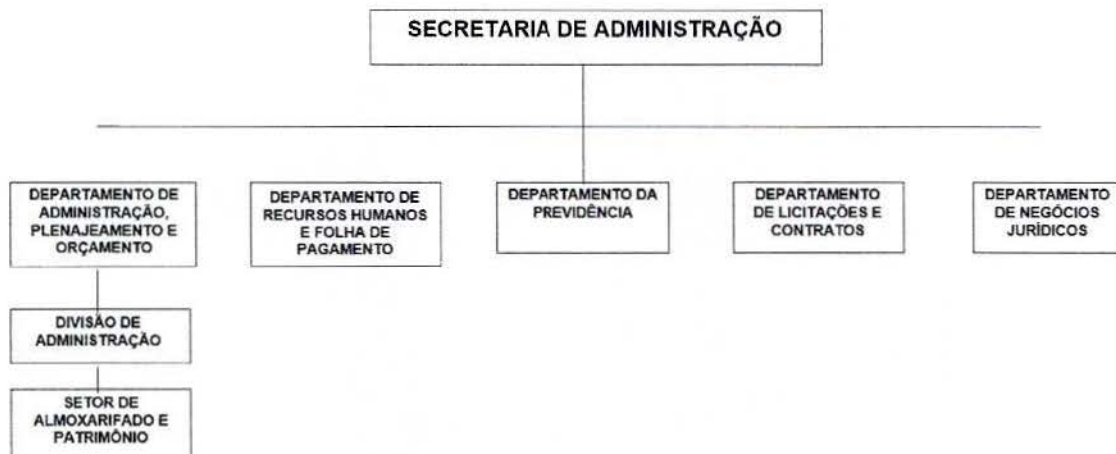 SECRETARIA DE ADMINISTRAÇÃO
DEPARTAMENTO DE
ADMINISTRAÇÃO,
PLENAJEAMENTO E
ORÇAMENTO
DEPARTAMENTO DE
RECURSOS HUMANOS
E FOLHA DE
PAGAMENTO
DEPARTAMENTO DA
PREVIDÊNCIA
DEPARTAMENTO
DE LICITAÇÕES E
CONTRATOS
DEPARTAMENTO
DE NEGÓCIOS
JURÍDICOS
DIVISÃO DE
ADMINISTRAÇÃO
SETOR DE
ALMOXARIFADO E
PATRIMÔNIO